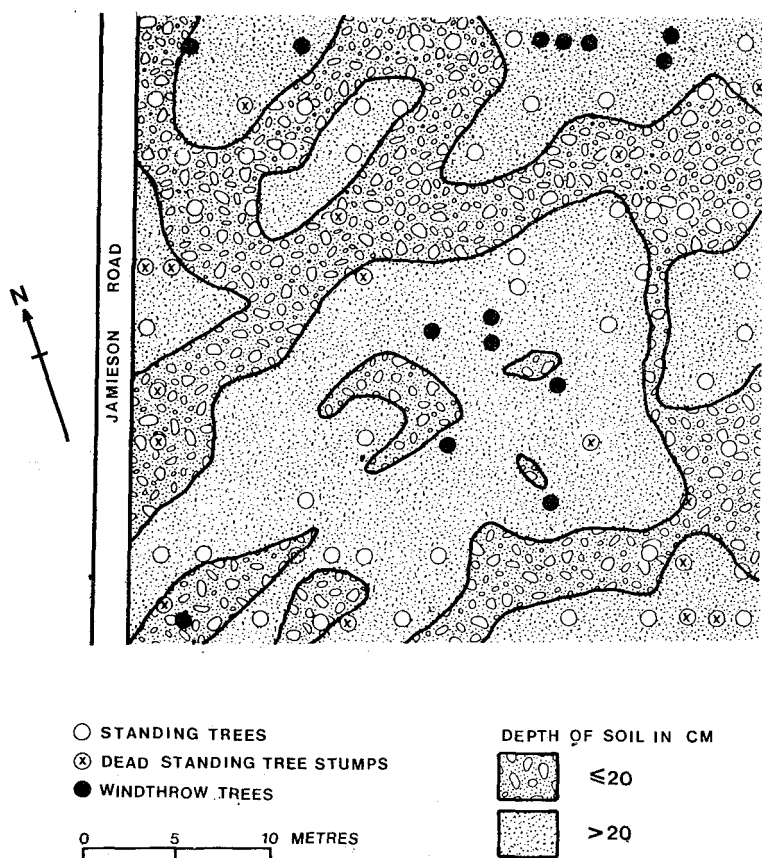 N
JAMIESON ROAD
STANDING TREES
DEAD STANDING TREE STUMPS
WINDTHROW TREES
0 5 10 METRES
DEPTH OF SOIL IN CM
≤20
>20